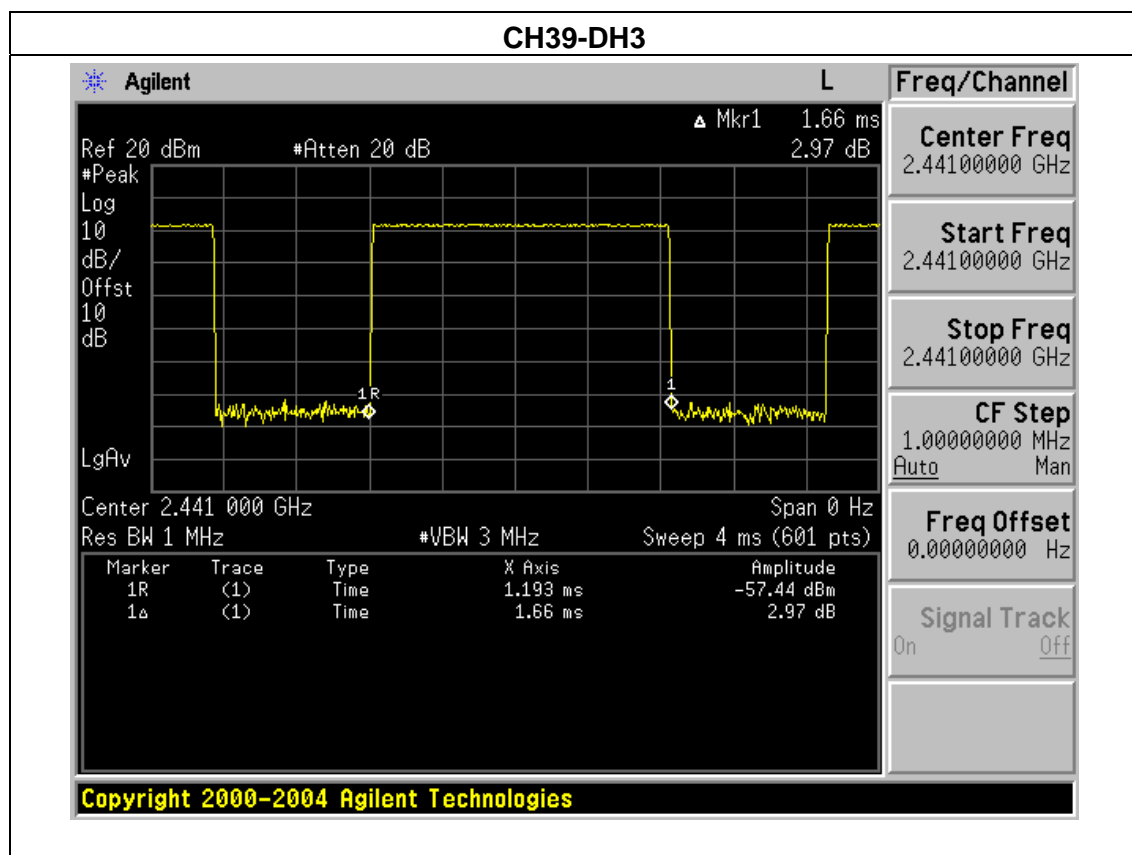 CH39-DH3
Agilent L
Freq/Channel
Δ Mkr1 1.66 ms
Ref 20 dBm #Atten 20 dB 2.97 dB
#Peak
Log
10
dB/
Offst
10
dB
1R
1
LgAv
Center 2.441 000 GHz Span 0 Hz
Res BW 1 MHz #VBW 3 MHz Sweep 4 ms (601 pts)
Marker Trace Type X Axis Amplitude
1R (1) Time 1.193 ms -57.44 dBm
1Δ (1) Time 1.66 ms 2.97 dB
Center Freq
2.44100000 GHz
Start Freq
2.44100000 GHz
Stop Freq
2.44100000 GHz
CF Step
1.00000000 MHz
Auto Man
Freq Offset
0.00000000 Hz
Signal Track
On Off
Copyright 2000-2004 Agilent Technologies